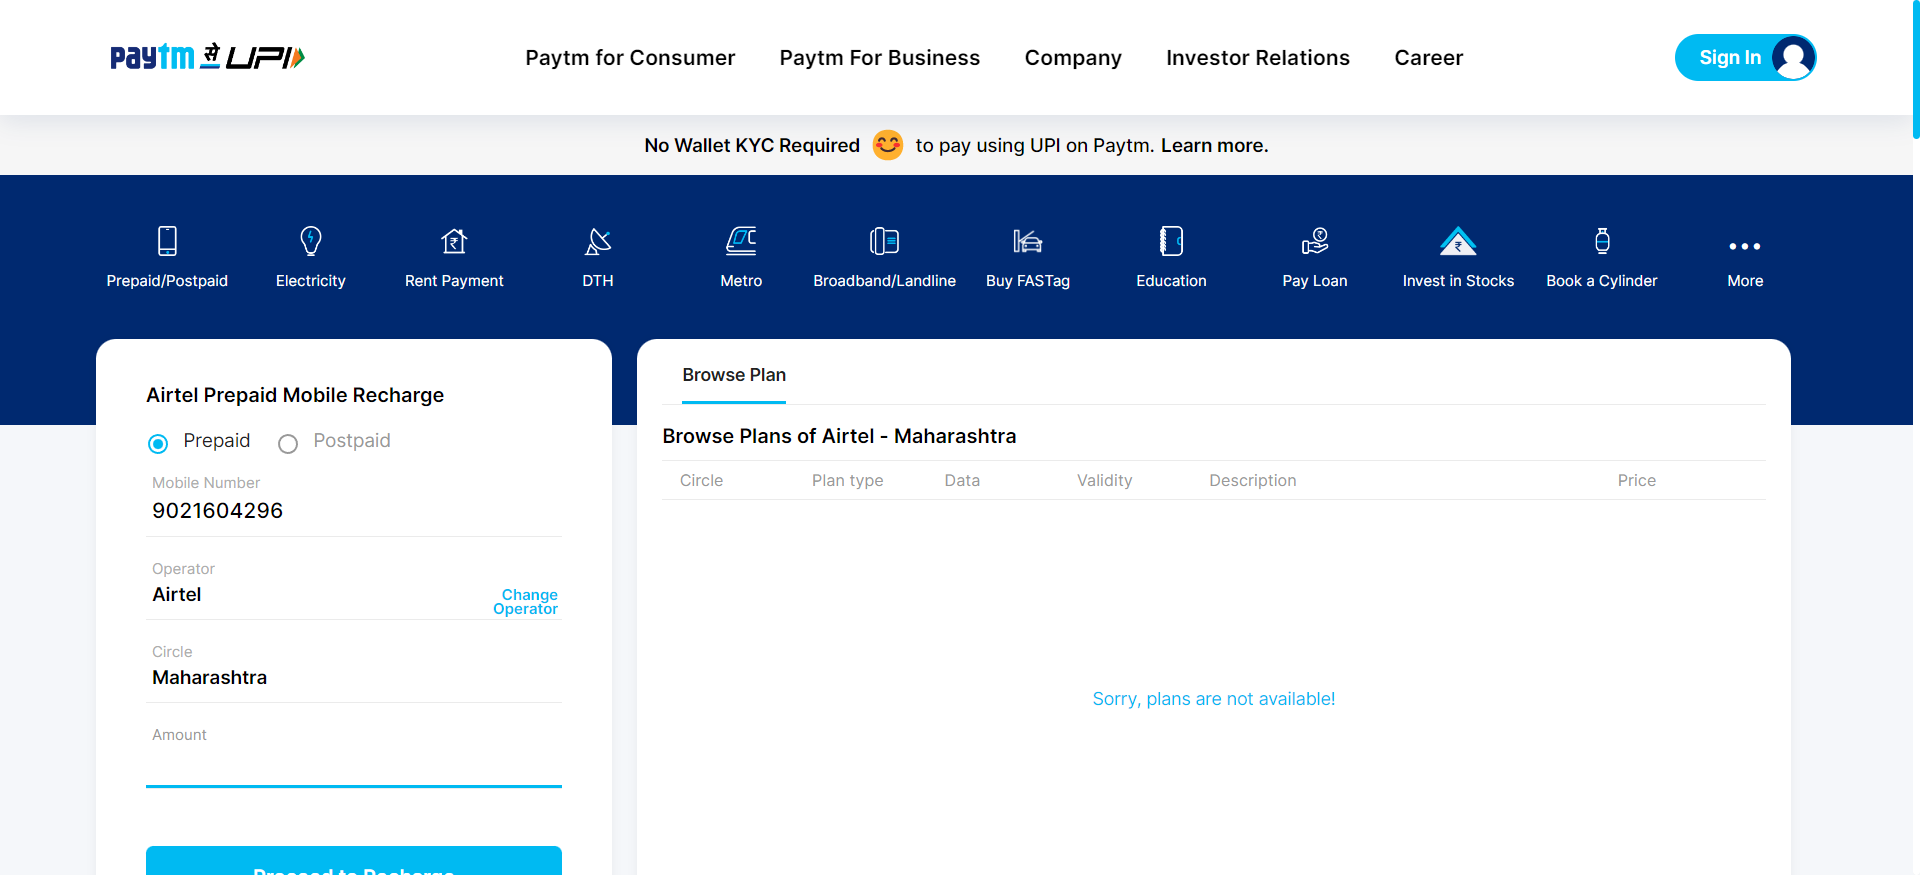 paytm से UPI
Paytm for Consumer
Paytm For Business
Company
Investor Relations
Career
Sign In
No Wallet KYC Required 😊 to pay using UPI on Paytm. Learn more.
Prepaid/Postpaid
Electricity
Rent Payment
DTH
Metro
Broadband/Landline
Buy FASTag
Education
Pay Loan
Invest in Stocks
Book a Cylinder
More
Airtel Prepaid Mobile Recharge
Prepaid
Postpaid
Mobile Number
9021604296
Operator
Airtel
Change
Operator
Circle
Maharashtra
Amount
Proceed to Recharge
Browse Plan
Browse Plans of Airtel - Maharashtra
Circle
Plan type
Data
Validity
Description
Price
Sorry, plans are not available!